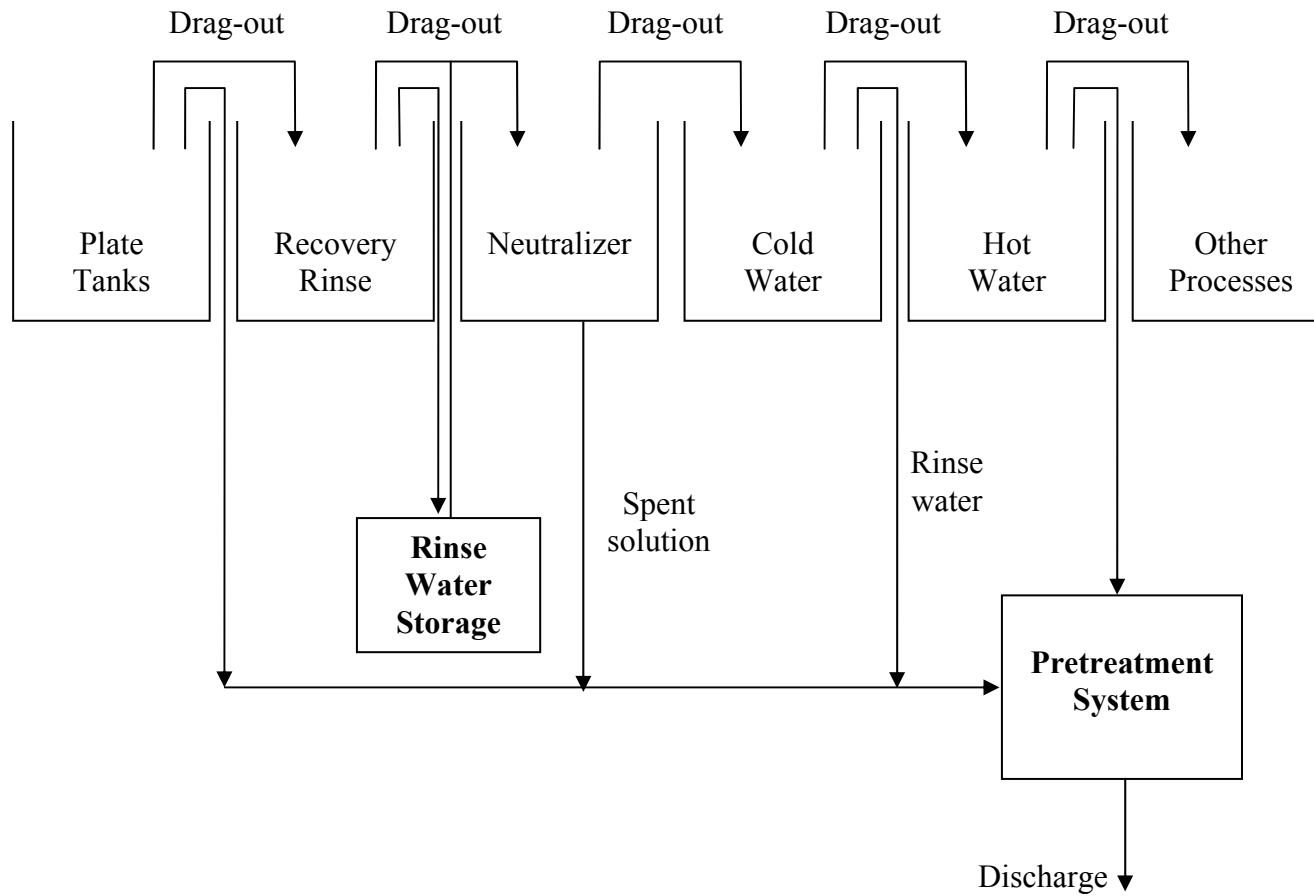 Drag-out
Drag-out
Drag-out
Drag-out
Drag-out
Plate
Tanks
Recovery
Rinse
Neutralizer
Cold
Water
Hot
Water
Other
Processes
Rinse
water
Spent
solution
Rinse
Water
Storage
Pretreatment
System
Discharge